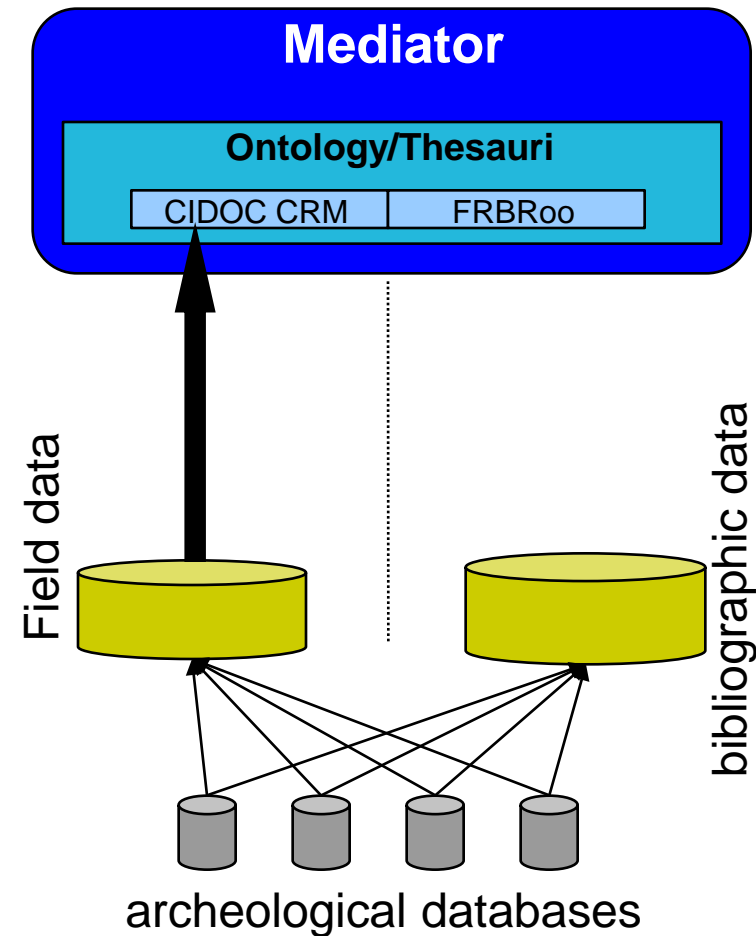 Mediator
Ontology/Thesauri
CIDOC CRM
FRBRoo
Field data
bibliographic data
archeological databases